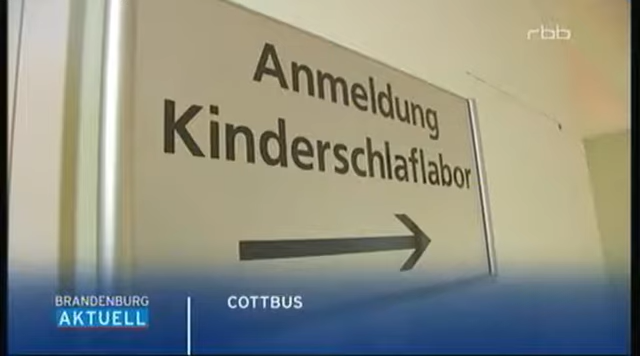 rbb
Anmeldung
Kinderschlaflabor
BRANDENBURG
AKTUELL
COTTBUS